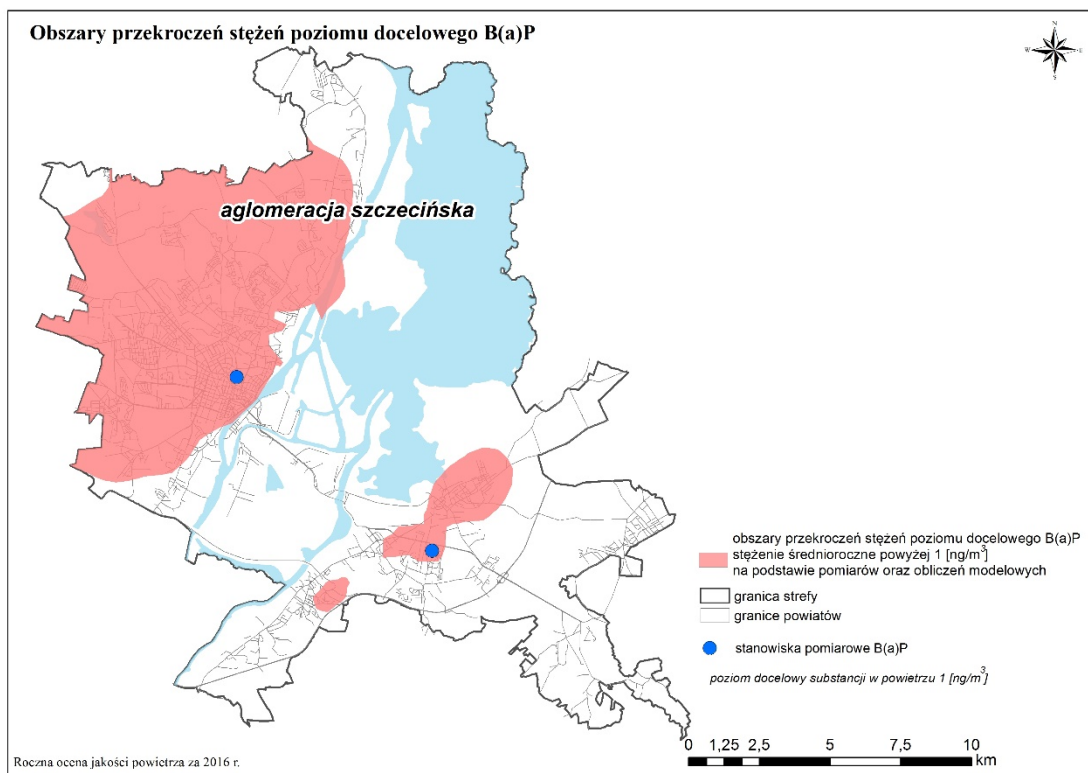 Obszary przekroczeń stężeń poziomu docelowego B(a)P
N
W
E
S
aglomeracja szczecińska
obszary przekroczeń stężeń poziomu docelowego B(a)P
stężenie średnioroczne powyżej 1 [ng/m³]
na podstawie pomiarów oraz obliczeń modelowych
granica strefy
granice powiatów
stanowiska pomiarowe B(a)P
poziom docelowy substancji w powietrzu 1 [ng/m³]
0 1,25 2,5 5 7,5 10
km
Roczna ocena jakości powietrza za 2016 r.